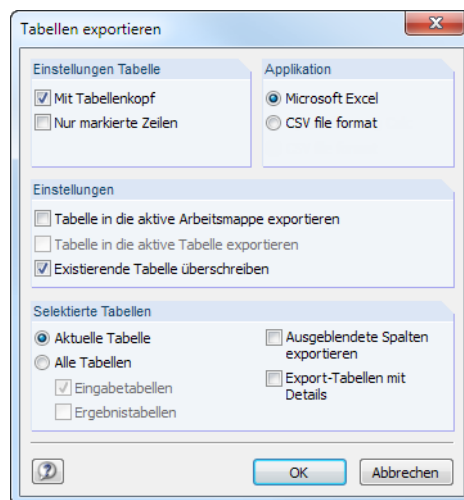 Tabellen exportieren
Einstellungen Tabelle
Mit Tabellenkopf
Nur markierte Zeilen
Applikation
Microsoft Excel
CSV file format
Einstellungen
Tabelle in die aktive Arbeitsmappe exportieren
Tabelle in die aktive Tabelle exportieren
Existierende Tabelle überschreiben
Selektierte Tabellen
Aktuelle Tabelle
Alle Tabellen
Eingabetabellen
Ergebnistabellen
Ausgeblendete Spalten
exportieren
Export-Tabellen mit
Details
OK
Abbrechen